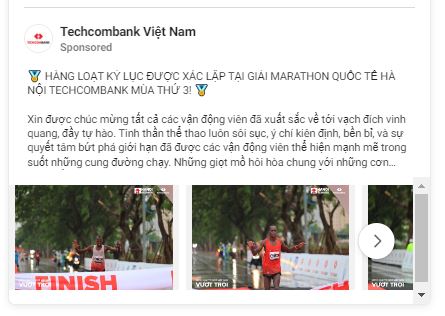 Techcombank Việt Nam
Sponsored
🏅 HÀNG LOẠT KỶ LỤC ĐƯỢC XÁC LẬP TẠI GIẢI MARATHON QUỐC TẾ HÀ
NỘI TECHCOMBANK MÙA THỨ 3! 🏅
Xin được chúc mừng tất cả các vận động viên đã xuất sắc về tới vạch đích vinh
quang, đầy tự hào. Tinh thần thể thao luôn sôi sục, ý chí kiên định, bền bỉ, và sự
quyết tâm bứt phá giới hạn đã được các vận động viên thể hiện mạnh mẽ trong
suốt những cung đường chạy. Những giọt mồ hôi hòa chung với những cơn...
FINISH
VƯỢT TRỘI
VƯỢT TRỘI
VƯỢT TRỘI